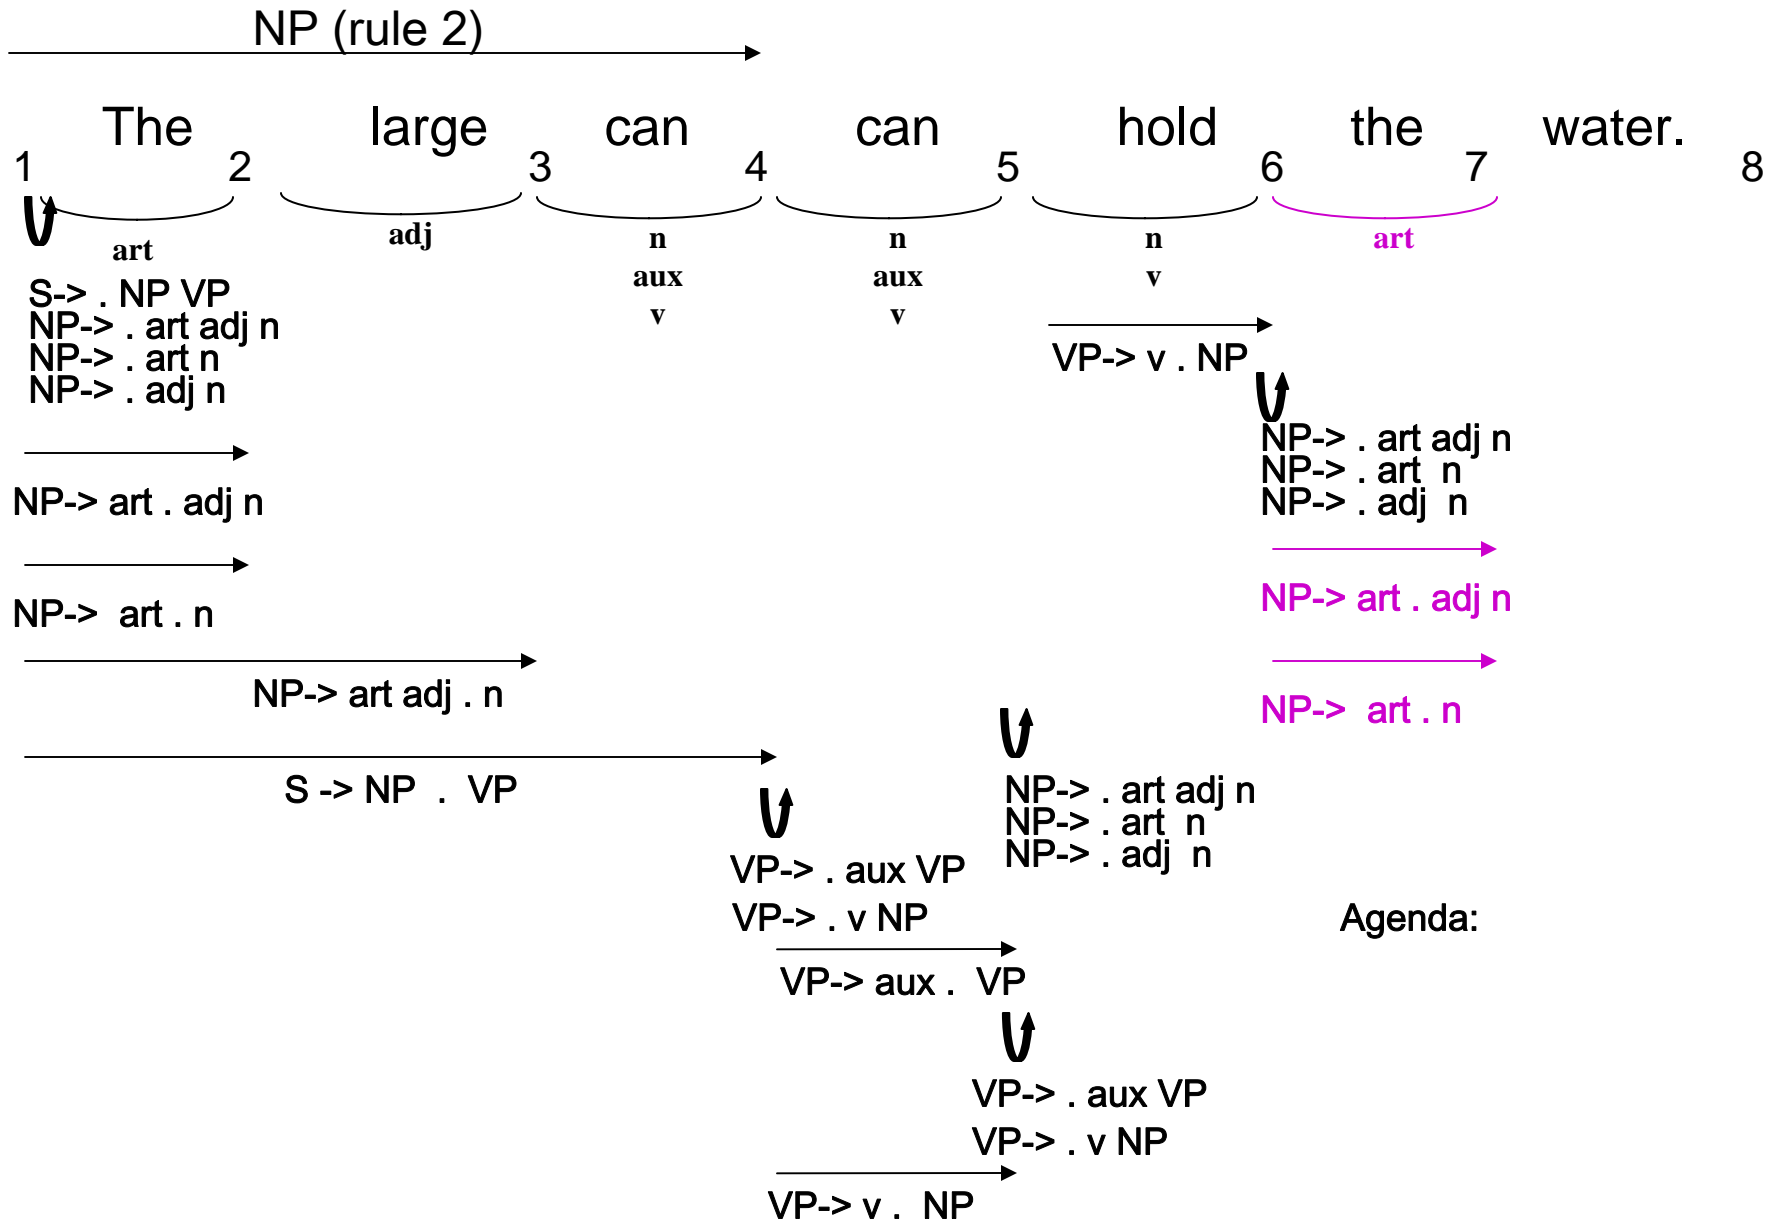 NP (rule 2)
The large can can hold the water.
1 2 3 4 5 6 7 8
art adj n n n art
aux aux v
v v
S-> . NP VP
NP-> . art adj n
NP-> . art n
NP-> . adj n
NP-> art . adj n
NP-> art . n
NP-> art adj . n
S -> NP . VP
VP-> . aux VP
VP-> . v NP
VP-> aux . VP
VP-> v . NP
NP-> . art adj n
NP-> . art n
NP-> . adj n
VP-> . aux VP
VP-> . v NP
VP-> v . NP
NP-> . art adj n
NP-> . art n
NP-> . adj n
NP-> art . adj n
NP-> art . n
Agenda: